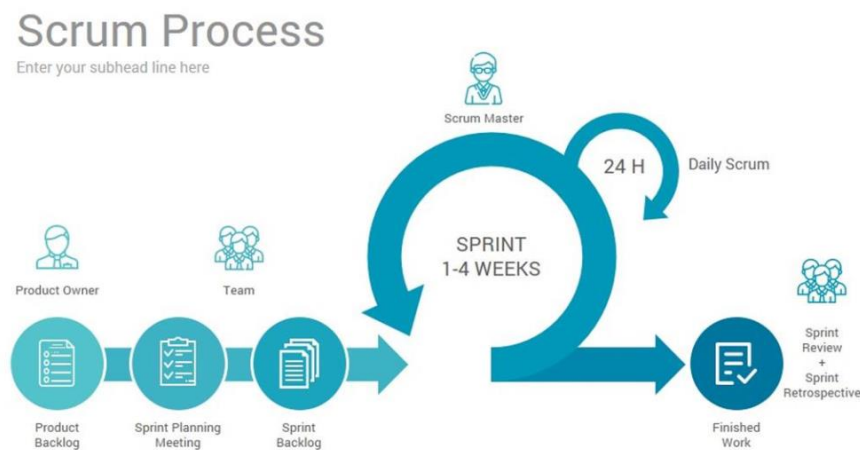 Scrum Process
Enter your subhead line here
Scrum Master
24 H
Daily Scrum
SPRINT
1-4 WEEKS
Product Owner
Team
Sprint
Review
+
Sprint
Retrospective
Product
Backlog
Sprint Planning
Meeting
Sprint
Backlog
Finished
Work